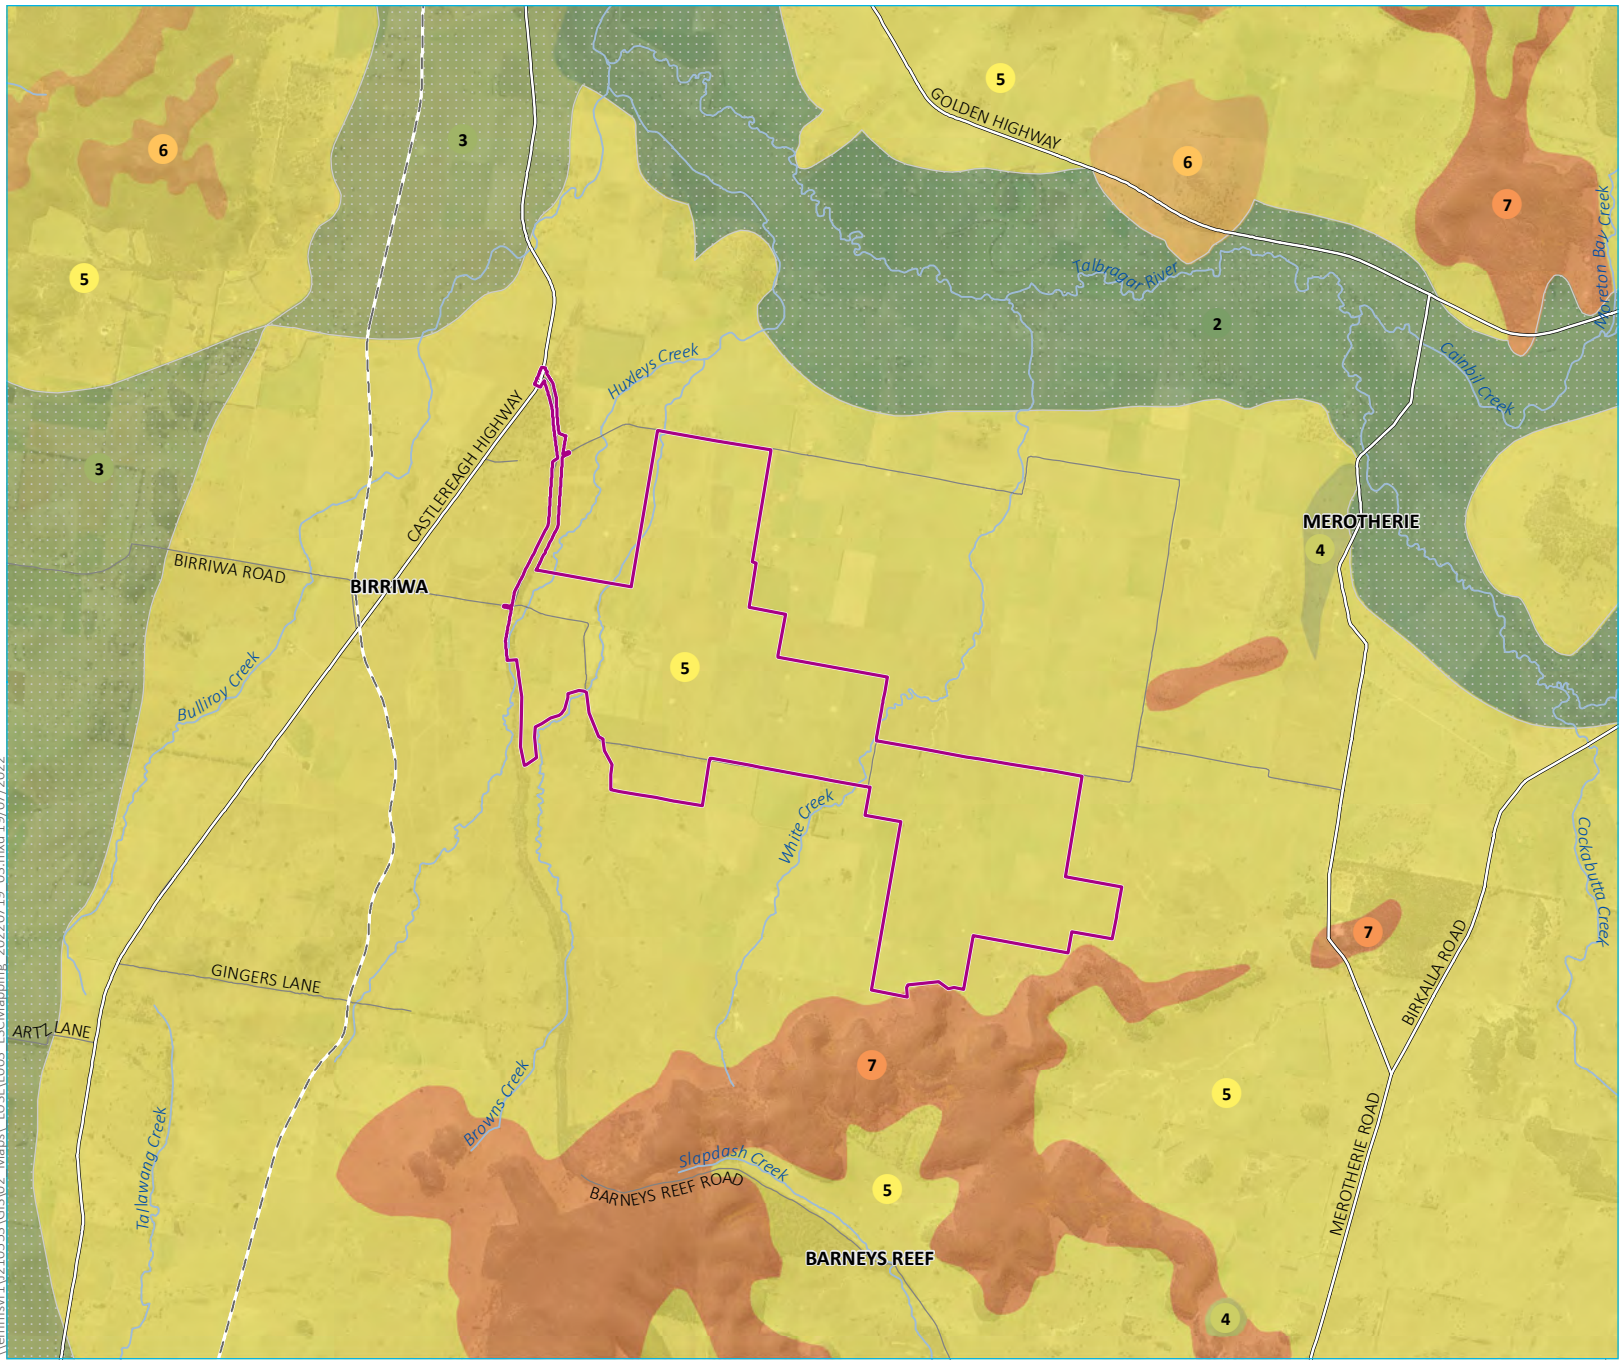 5
GOLDEN HIGHWAY
3
6
6
7
Moreton Bay Creek
5
Talbragar River
2
Huxleys Creek
Cainbil Creek
CASTLEREAGH HIGHWAY
3
MEROTHERIE
4
BIRRIWA ROAD
BIRRIWA
5
Bulliroy Creek
White Creek
Cockabutta Creek
7
BIRKALLA ROAD
GINGERS LANE
ARTZ LANE
7
5
Browns Creek
Tallawang Creek
Slapdash Creek
BARNEYS REEF ROAD
5
MEROTHERIE ROAD
BARNEYS REEF
4